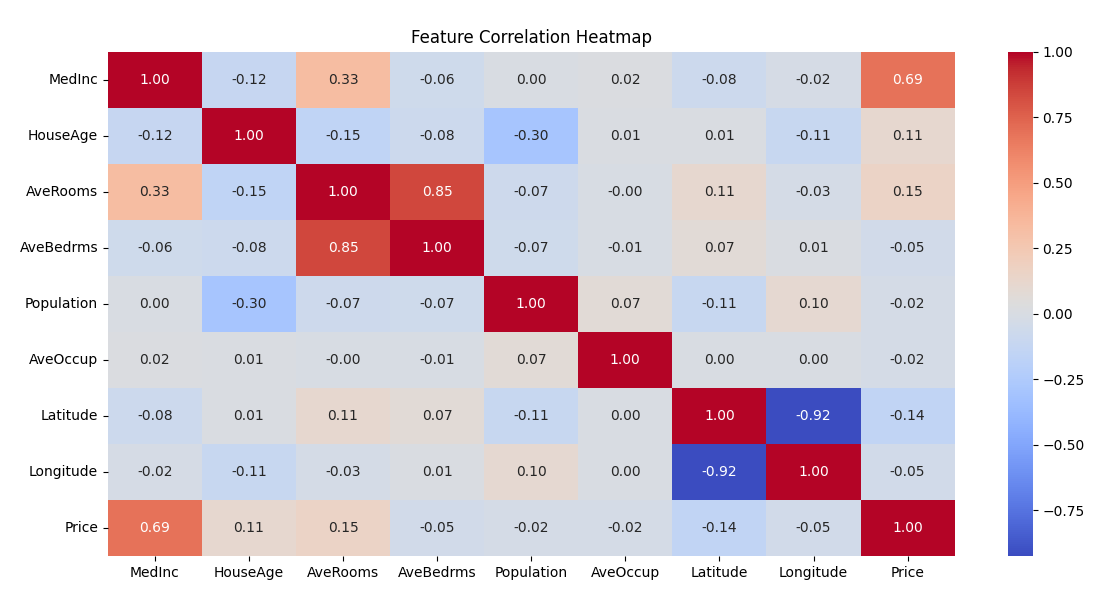 Feature Correlation Heatmap
MedInc 1.00 -0.12 0.33 -0.06 0.00 0.02 -0.08 -0.02 0.69
HouseAge -0.12 1.00 -0.15 -0.08 -0.30 0.01 0.01 -0.11 0.11
AveRooms 0.33 -0.15 1.00 0.85 -0.07 -0.00 0.11 -0.03 0.15
AveBedrms -0.06 -0.08 0.85 1.00 -0.07 -0.01 0.07 0.01 -0.05
Population 0.00 -0.30 -0.07 -0.07 1.00 0.07 -0.11 0.10 -0.02
AveOccup 0.02 0.01 -0.00 -0.01 0.07 1.00 0.00 0.00 -0.02
Latitude -0.08 0.01 0.11 0.07 -0.11 0.00 1.00 -0.92 -0.14
Longitude -0.02 -0.11 -0.03 0.01 0.10 0.00 -0.92 1.00 -0.05
Price 0.69 0.11 0.15 -0.05 -0.02 -0.02 -0.14 -0.05 1.00
MedInc HouseAge AveRooms AveBedrms Population AveOccup Latitude Longitude Price
1.00
0.75
0.50
0.25
0.00
−0.25
−0.50
−0.75